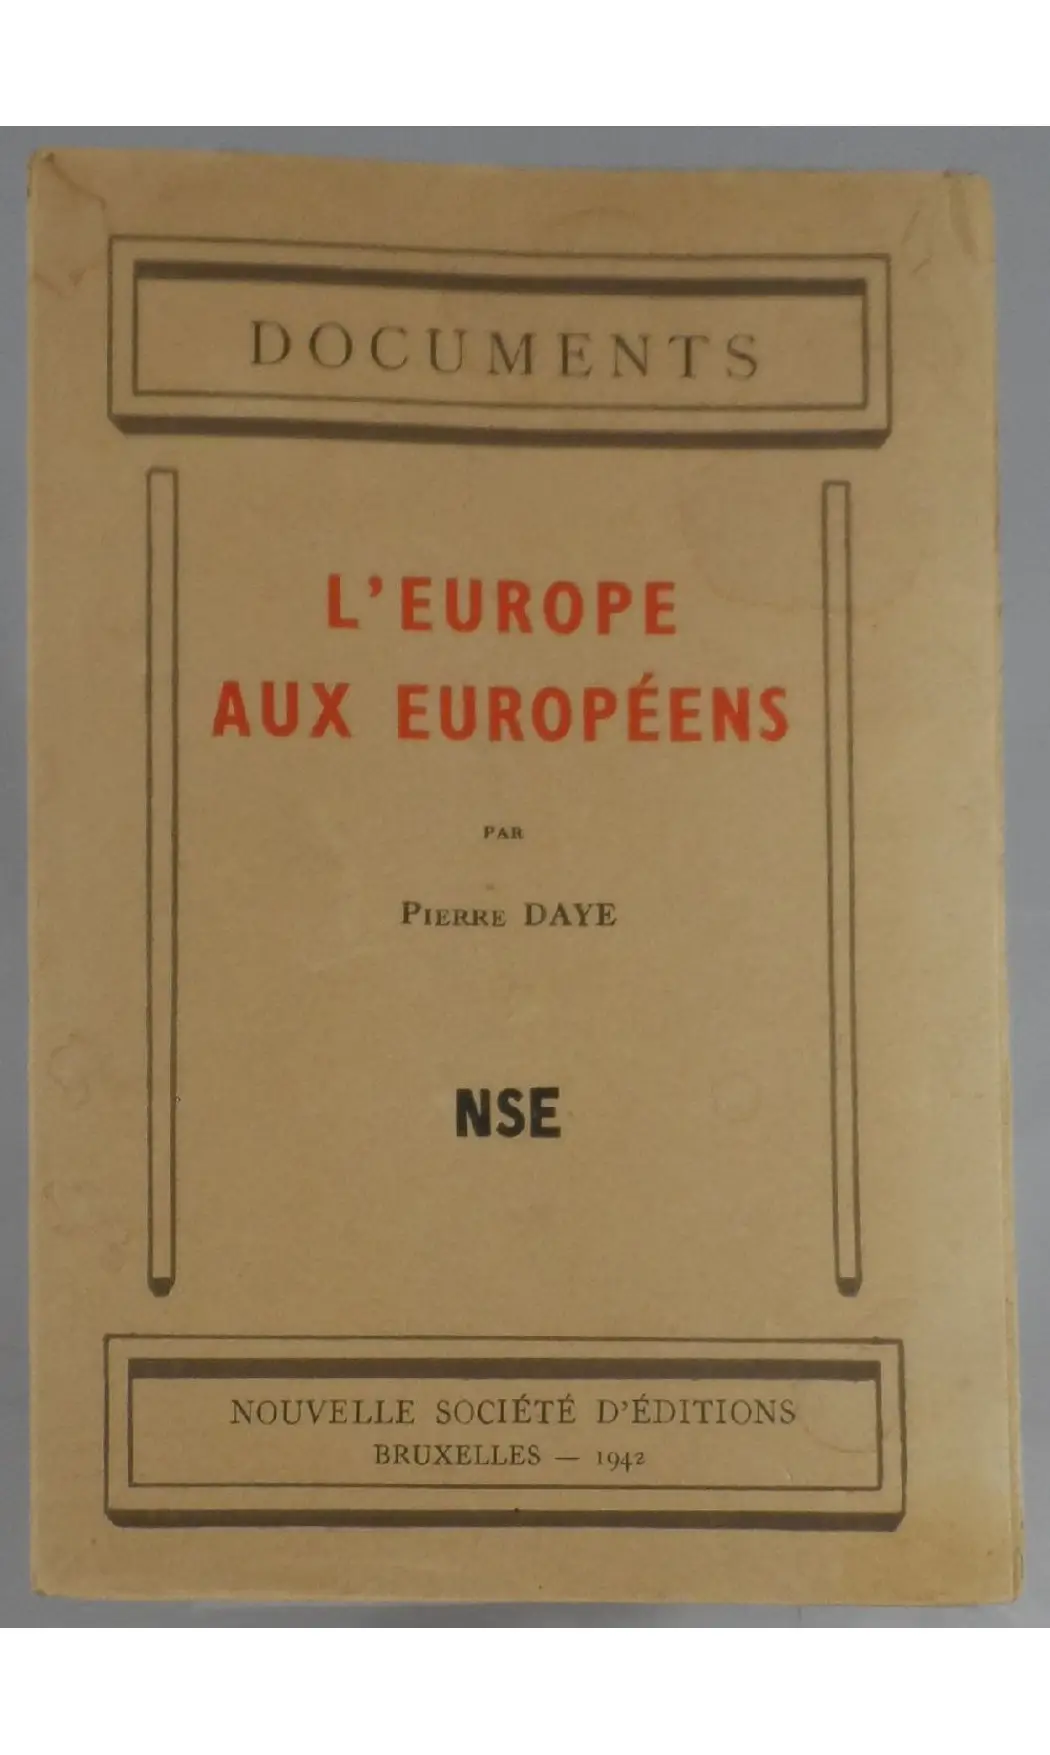 DOCUMENTS
L'EUROPE
AUX EUROPÉENS
PAR
PIERRE DAYE
NSE
NOUVELLE SOCIÉTÉ D'ÉDITIONS
BRUXELLES — 1942